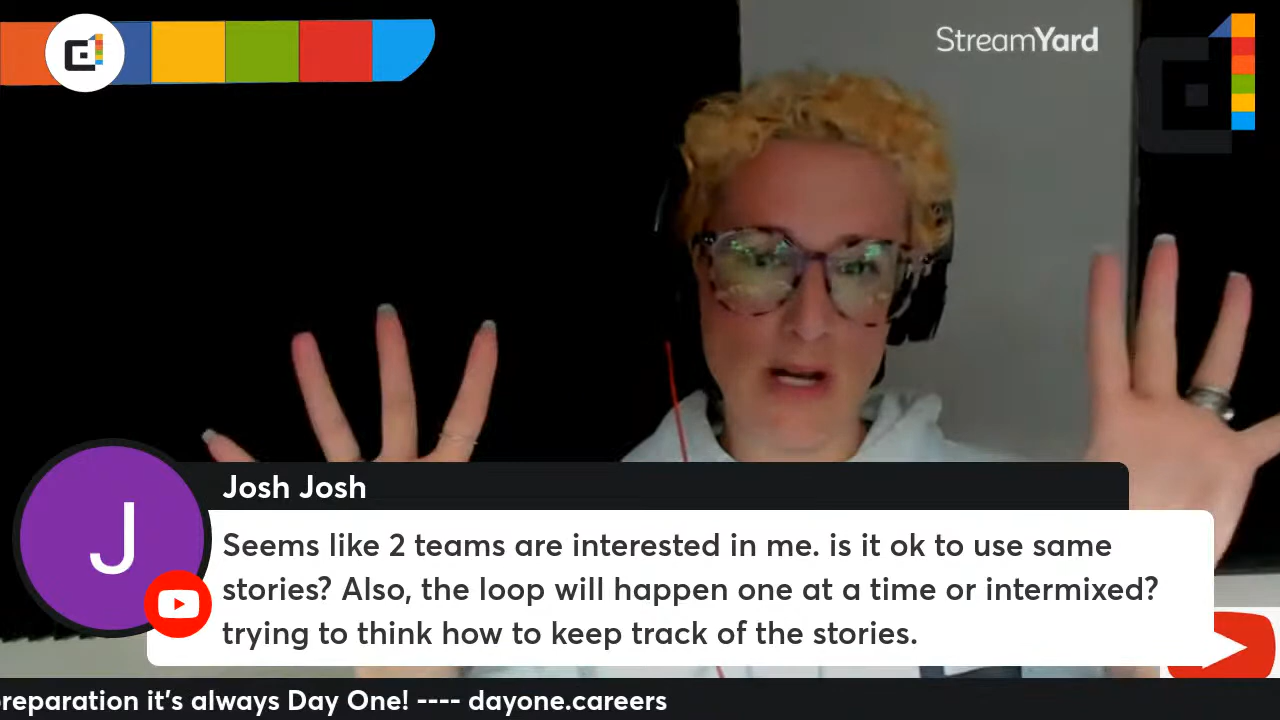 StreamYard
J
Josh Josh
Seems like 2 teams are interested in me. is it ok to use same
stories? Also, the loop will happen one at a time or intermixed?
trying to think how to keep track of the stories.
preparation it's always Day One! ---- dayone.careers